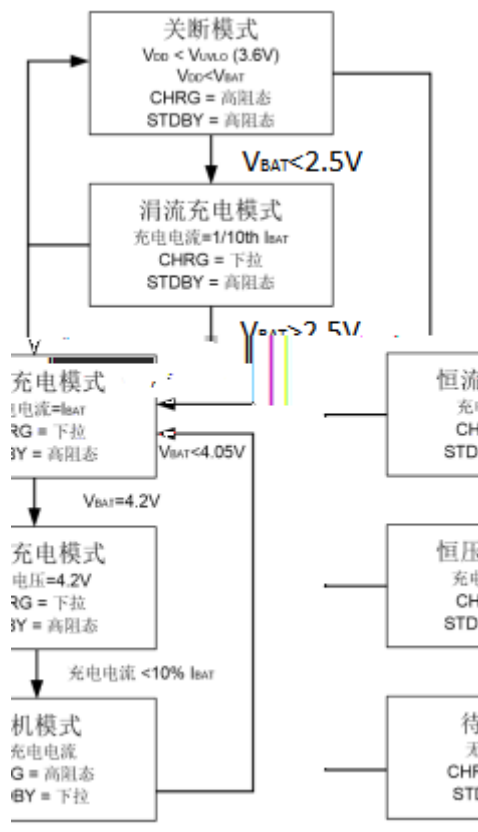 关断模式
VDD < VUVLO (3.6V)
VDD<VBAT
CHRG = 高阻态
STDBY = 高阻态
VBAT<2.5V
涓流充电模式
充电电流=1/10th IBAT
CHRG = 下拉
STDBY = 高阻态
VBAT>2.5V
充电模式
电流=IBAT
RG = 下拉
BY = 高阻态
VBAT<4.05V
恒流
充
CH
STD
VBAT=4.2V
充电模式
电压=4.2V
RG = 下拉
BY = 高阻态
恒压
充电
CH
STD
充电电流 <10% IBAT
机模式
充电电流
G = 高阻态
BY = 下拉
待
无
CHR
STD